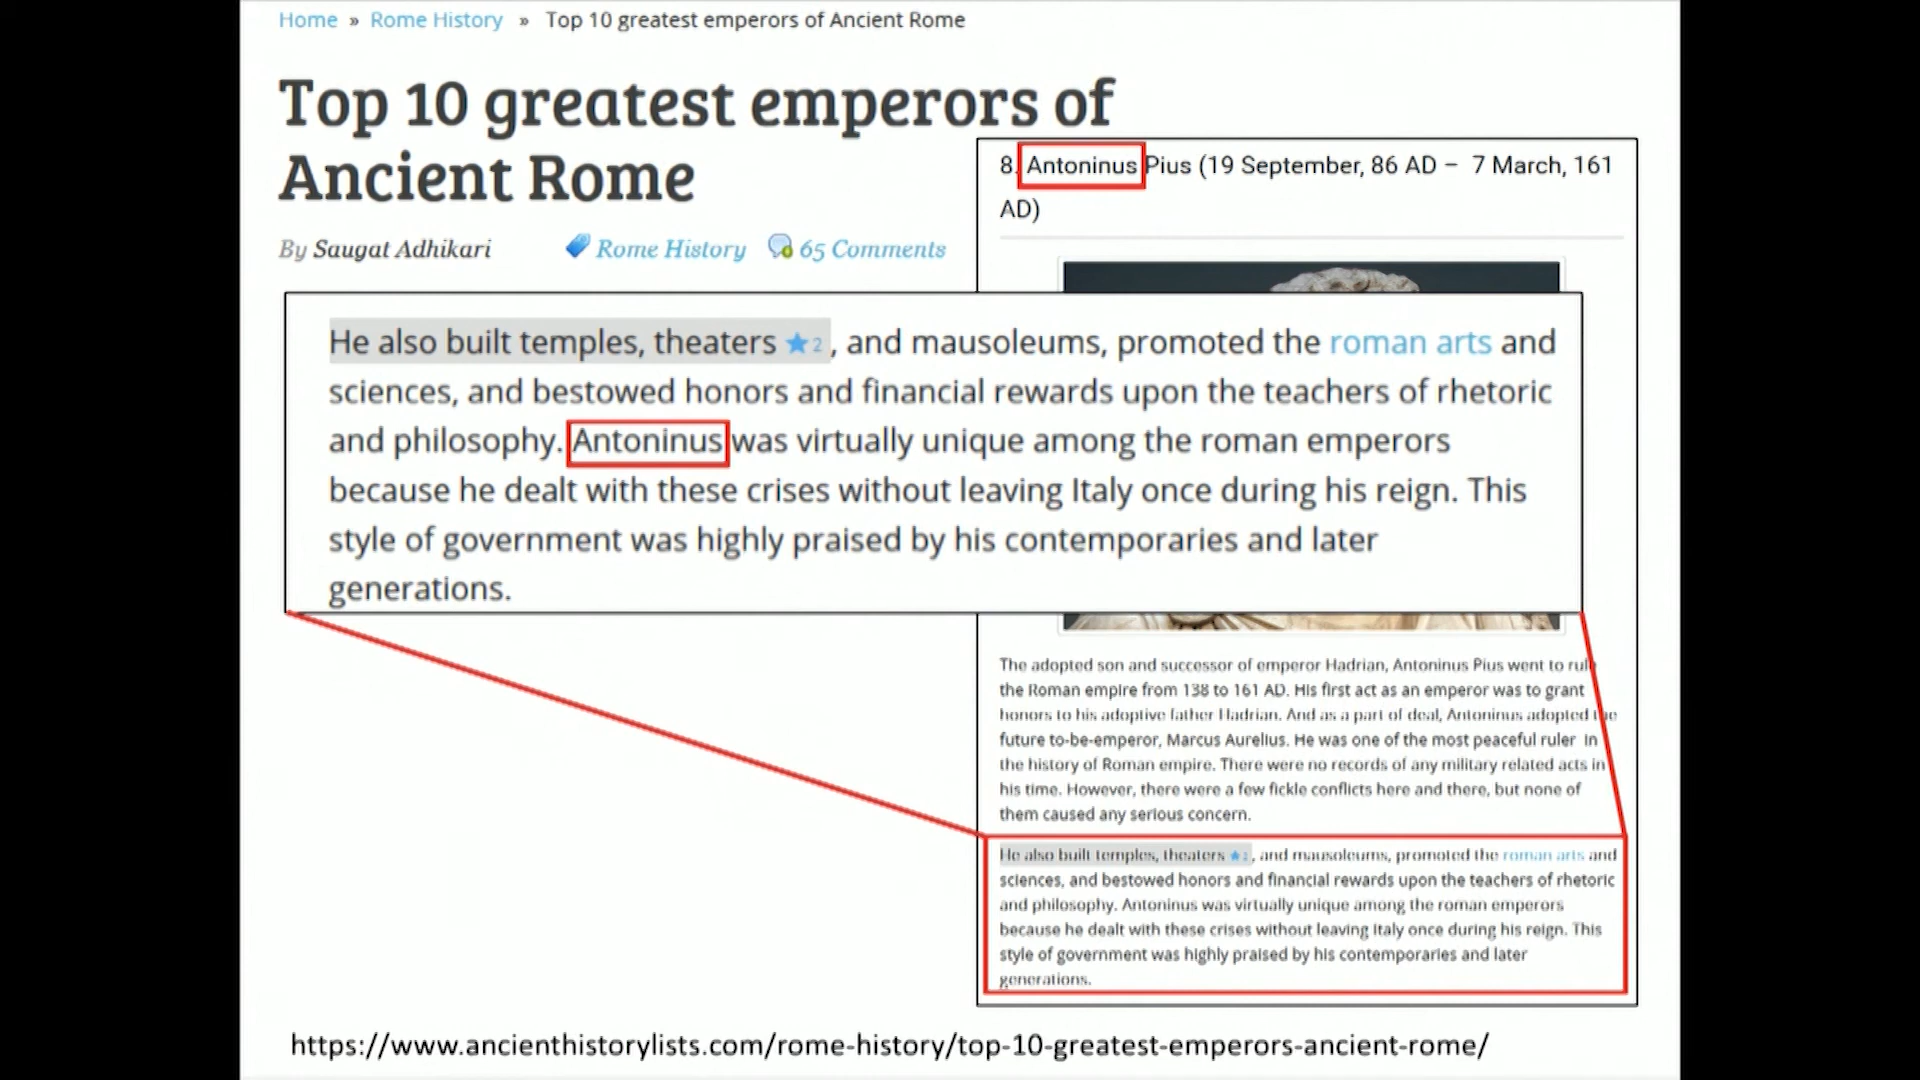 Home » Rome History » Top 10 greatest emperors of Ancient Rome
Top 10 greatest emperors of
Ancient Rome
By Saugat Adhikari Rome History 65 Comments
8. Antoninus Pius (19 September, 86 AD – 7 March, 161
AD)
He also built temples, theaters ★2 , and mausoleums, promoted the roman arts and
sciences, and bestowed honors and financial rewards upon the teachers of rhetoric
and philosophy. Antoninus was virtually unique among the roman emperors
because he dealt with these crises without leaving Italy once during his reign. This
style of government was highly praised by his contemporaries and later
generations.
The adopted son and successor of emperor Hadrian, Antoninus Pius went to rule
the Roman empire from 138 to 161 AD. His first act as an emperor was to grant
honors to his adoptive father Hadrian. And as a part of deal, Antoninus adopted the
future to-be-emperor, Marcus Aurelius. He was one of the most peaceful ruler in
the history of Roman empire. There were no records of any military related acts in
his time. However, there were a few fickle conflicts here and there, but none of
them caused any serious concern.
He also built temples, theaters ★2 , and mausoleums, promoted the roman arts and
sciences, and bestowed honors and financial rewards upon the teachers of rhetoric
and philosophy. Antoninus was virtually unique among the roman emperors
because he dealt with these crises without leaving Italy once during his reign. This
style of government was highly praised by his contemporaries and later
generations.
https://www.ancienthistorylists.com/rome-history/top-10-greatest-emperors-ancient-rome/